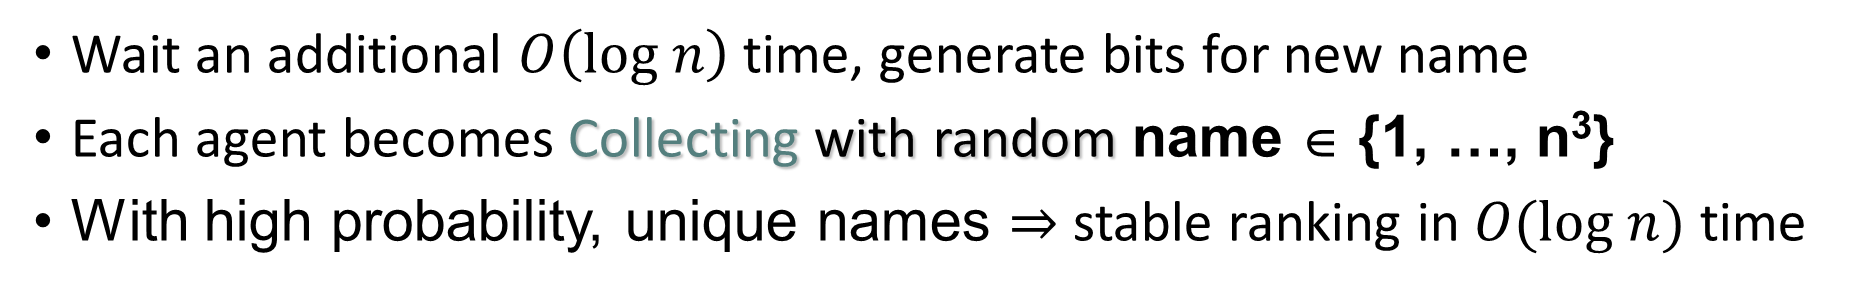 • Wait an additional O(log n) time, generate bits for new name
• Each agent becomes Collecting with random name ∈ {1, …, n³}
• With high probability, unique names ⇒ stable ranking in O(log n) time